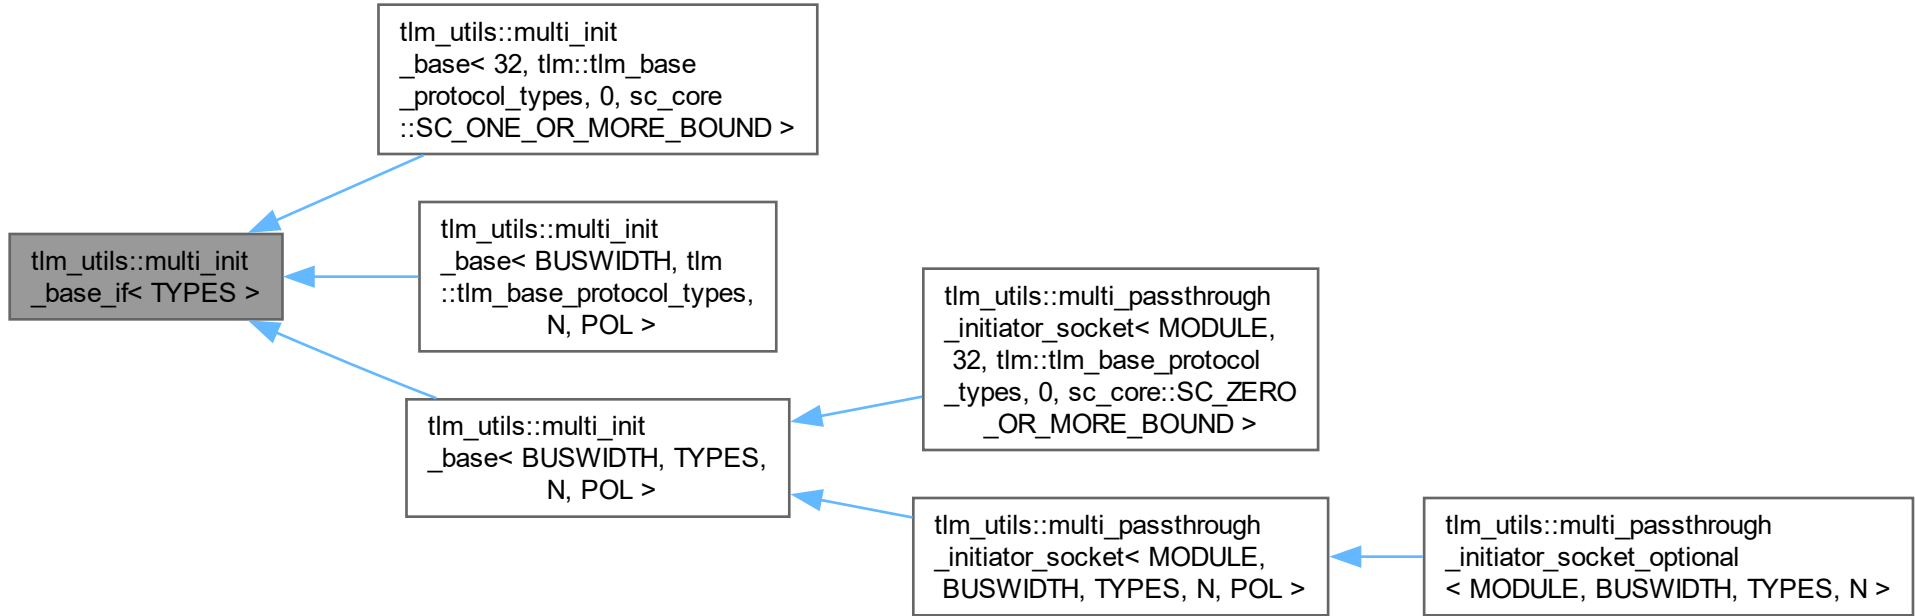 tlm_utils::multi_init
_base< 32, tlm::tlm_base
_protocol_types, 0, sc_core
::SC_ONE_OR_MORE_BOUND >
tlm_utils::multi_init
_base_if< TYPES >
tlm_utils::multi_init
_base< BUSWIDTH, tlm
::tlm_base_protocol_types,
N, POL >
tlm_utils::multi_init
_base< BUSWIDTH, TYPES,
N, POL >
tlm_utils::multi_passthrough
_initiator_socket< MODULE,
32, tlm::tlm_base_protocol
_types, 0, sc_core::SC_ZERO
_OR_MORE_BOUND >
tlm_utils::multi_passthrough
_initiator_socket< MODULE,
BUSWIDTH, TYPES, N, POL >
tlm_utils::multi_passthrough
_initiator_socket_optional
< MODULE, BUSWIDTH, TYPES, N >